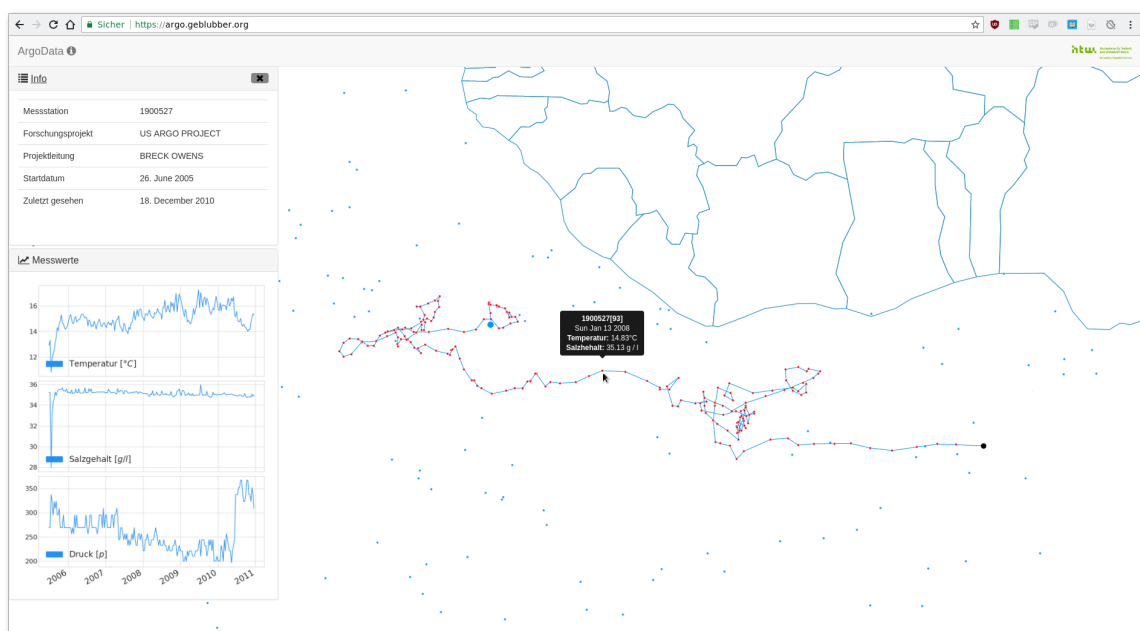 Sicher | https://argo.geblubber.org
ArgoData
htw.
Info
Messstation 1900527
Forschungsprojekt US ARGO PROJECT
Projektleitung BRECK OWENS
Startdatum 26. June 2005
Zuletzt gesehen 18. December 2010
Messwerte
16
14
12
Temperatur [°C]
36
34
32
30
28
Salzgehalt [g/l]
350
300
250
200
Druck [p]
2006 2007 2008 2009 2010 2011
1900527[93]
Sun Jan 13 2008
Temperatur: 14.83°C
Salzhehalt: 35.13 g / l